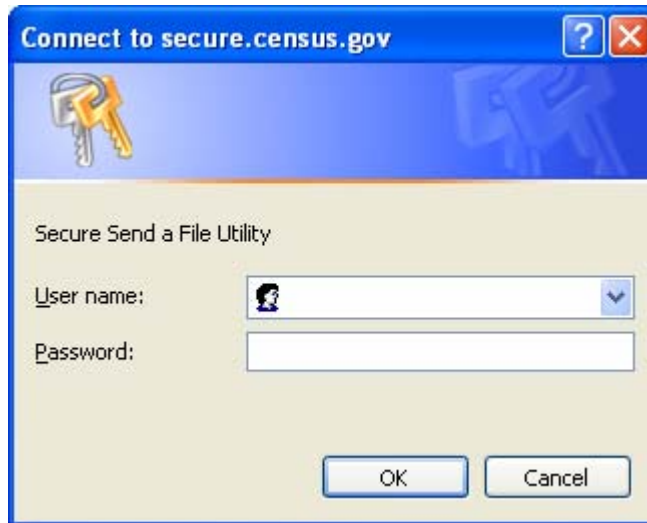 Connect to secure.census.gov
Secure Send a File Utility
User name:
Password:
OK Cancel